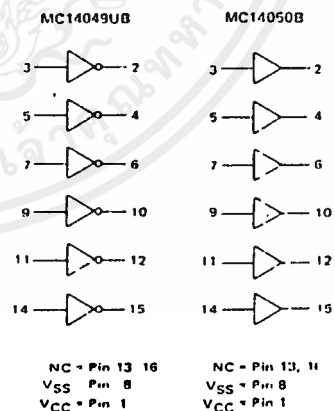 MC14049UB MC14050B
3 2 3 2
5 4 5 4
7 6 7 6
9 10 9 10
11 12 11 12
14 15 14 15
NC = Pin 13 16 NC = Pin 13,
VSS Pin 8 VSS = Pin 8
VCC = Pin 1 VCC = Pin 1